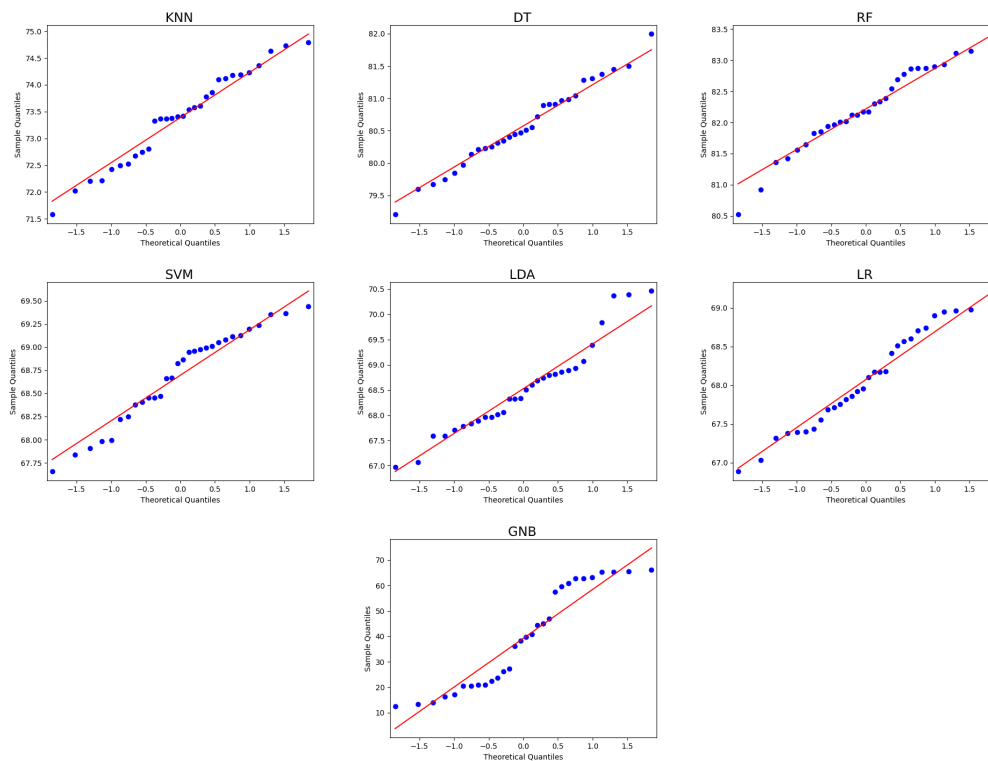 KNN
Sample Quantiles
75.0
74.5
74.0
73.5
73.0
72.5
72.0
71.5
−1.5 −1.0 −0.5 0.0 0.5 1.0 1.5
Theoretical Quantiles
DT
Sample Quantiles
82.0
81.5
81.0
80.5
80.0
79.5
−1.5 −1.0 −0.5 0.0 0.5 1.0 1.5
Theoretical Quantiles
RF
Sample Quantiles
83.5
83.0
82.5
82.0
81.5
81.0
80.5
−1.5 −1.0 −0.5 0.0 0.5 1.0 1.5
Theoretical Quantiles
SVM
Sample Quantiles
69.50
69.25
69.00
68.75
68.50
68.25
68.00
67.75
−1.5 −1.0 −0.5 0.0 0.5 1.0 1.5
Theoretical Quantiles
LDA
Sample Quantiles
70.5
70.0
69.5
69.0
68.5
68.0
67.5
67.0
−1.5 −1.0 −0.5 0.0 0.5 1.0 1.5
Theoretical Quantiles
LR
Sample Quantiles
69.0
68.5
68.0
67.5
67.0
−1.5 −1.0 −0.5 0.0 0.5 1.0 1.5
Theoretical Quantiles
GNB
Sample Quantiles
70
60
50
40
30
20
10
−1.5 −1.0 −0.5 0.0 0.5 1.0 1.5
Theoretical Quantiles